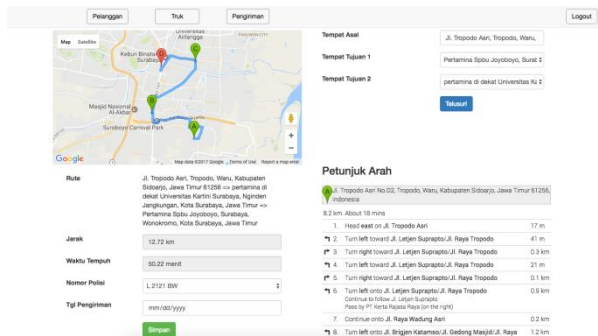 Pelanggan
Truk
Pengiriman
Logout
Map
Satellite
Universitas
Airlangga
Kebun Binatang
Surabaya
Masjid Nasional
Al-Akbar
Suroboyo Carnival Park
A
B
C
D
Google
Map data ©2017 Google
Terms of Use
Report a map error
Tempat Asal
Jl. Tropodo Asri, Tropodo, Waru,
Tempat Tujuan 1
Pertamina Spbu Joyoboyo, Surat
Tempat Tujuan 2
pertamina di dekat Universitas Ka
Telusuri
Rute
Jl. Tropodo Asri, Tropodo, Waru, Kabupaten
Sidoarjo, Jawa Timur 61256 => pertamina di
dekat Universitas Kartini Surabaya, Nginden
Jangkungan, Kota Surabaya, Jawa Timur =>
Pertamina Spbu Joyoboyo, Surabaya,
Wonokromo, Kota Surabaya, Jawa Timur
Jarak
12.72 km
Waktu Tempuh
50.22 menit
Nomor Polisi
L 2121 BW
Tgl Pengiriman
mm/dd/yyyy
Simpan
Petunjuk Arah
A
Jl. Tropodo Asri No.D2, Tropodo, Waru, Kabupaten Sidoarjo, Jawa Timur 61256,
Indonesia
8.2 km About 18 mins
1. Head east on Jl. Tropodo Asri 17 m
2. Turn left toward Jl. Letjen Suprapto/Jl. Raya Tropodo 41 m
3. Turn right toward Jl. Letjen Suprapto/Jl. Raya Tropodo 0.3 km
4. Turn left toward Jl. Letjen Suprapto/Jl. Raya Tropodo 21 m
5. Turn right toward Jl. Letjen Suprapto/Jl. Raya Tropodo 0.1 km
6. Turn left onto Jl. Letjen Suprapto/Jl. Raya Tropodo 0.9 km
Continue to follow Jl. Letjen Suprapto
Pass by PT Kerta Rajasa Raya (on the right)
7. Continue onto Jl. Raya Wadung Asri 0.2 km
8. Turn left onto Jl. Brigjen Katamso/Jl. Gedong Masjid/Jl. Raya 1.2 km